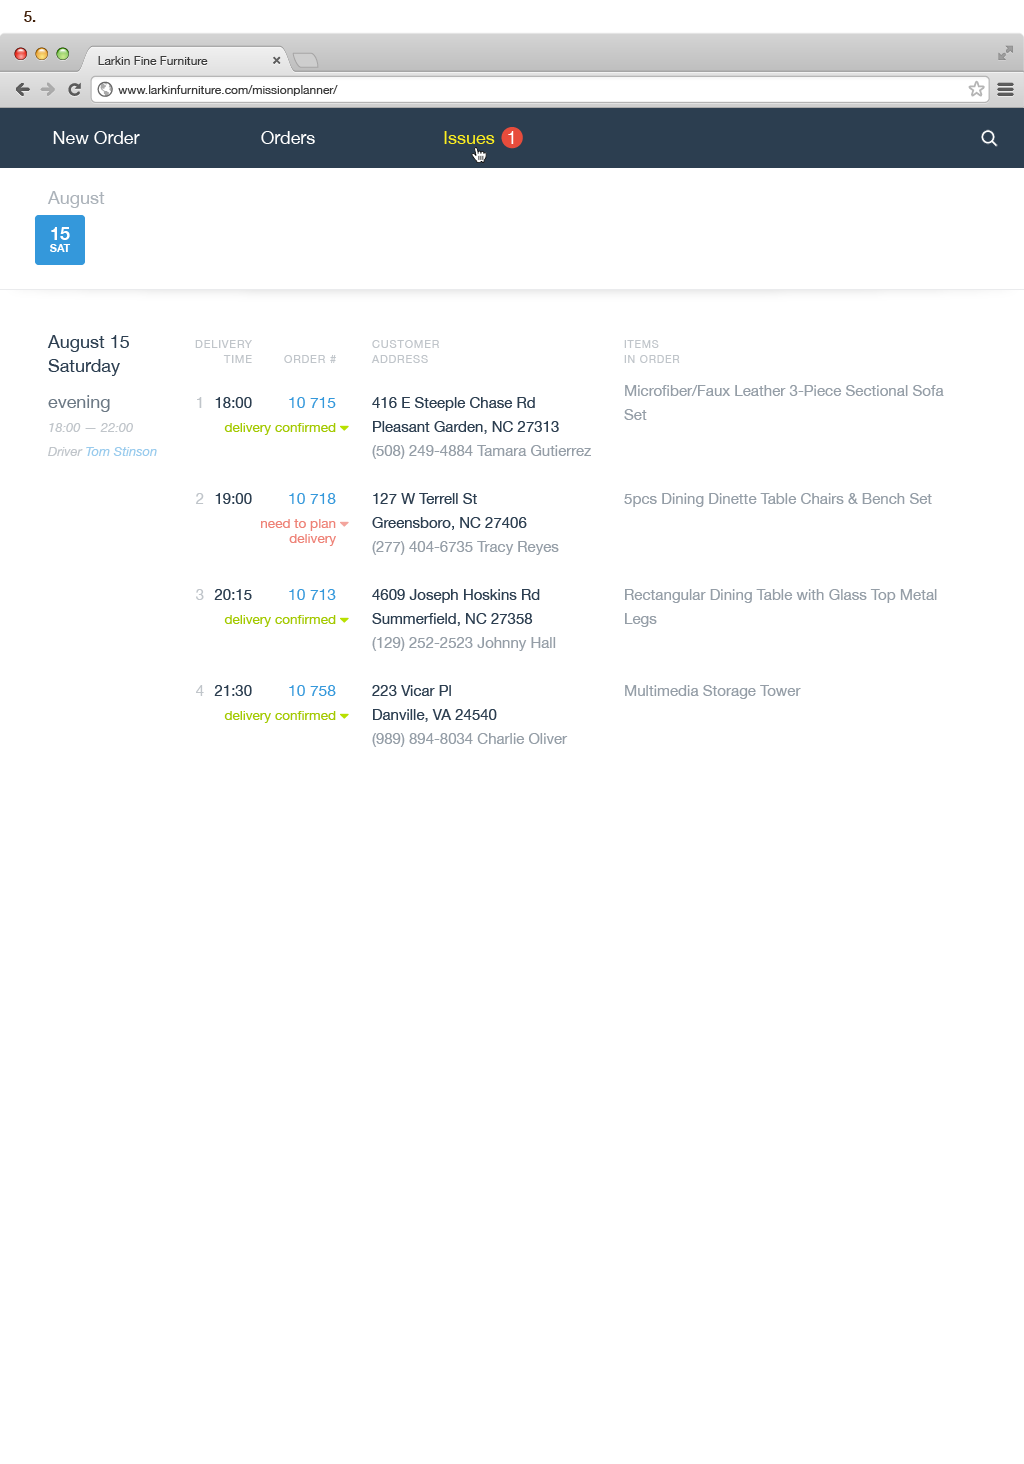 5.
Larkin Fine Furniture
www.larkinfurniture.com/missionplanner/
New Order Orders Issues 1
August
15
SAT
August 15
Saturday
evening
18:00 — 22:00
Driver Tom Stinson
DELIVERY
TIME
ORDER #
CUSTOMER
ADDRESS
ITEMS
IN ORDER
1 18:00 10 715
delivery confirmed
416 E Steeple Chase Rd
Pleasant Garden, NC 27313
(508) 249-4884 Tamara Gutierrez
Microfiber/Faux Leather 3-Piece Sectional Sofa
Set
2 19:00 10 718
need to plan
delivery
127 W Terrell St
Greensboro, NC 27406
(277) 404-6735 Tracy Reyes
5pcs Dining Dinette Table Chairs & Bench Set
3 20:15 10 713
delivery confirmed
4609 Joseph Hoskins Rd
Summerfield, NC 27358
(129) 252-2523 Johnny Hall
Rectangular Dining Table with Glass Top Metal
Legs
4 21:30 10 758
delivery confirmed
223 Vicar Pl
Danville, VA 24540
(989) 894-8034 Charlie Oliver
Multimedia Storage Tower